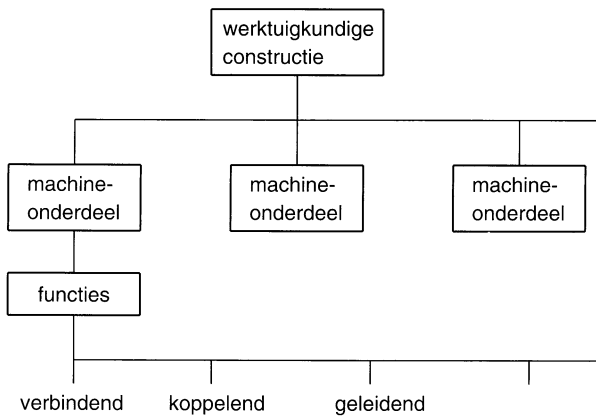 werktuigkundige
constructie
machine-
onderdeel
machine-
onderdeel
machine-
onderdeel
functies
verbindend koppelend geleidend